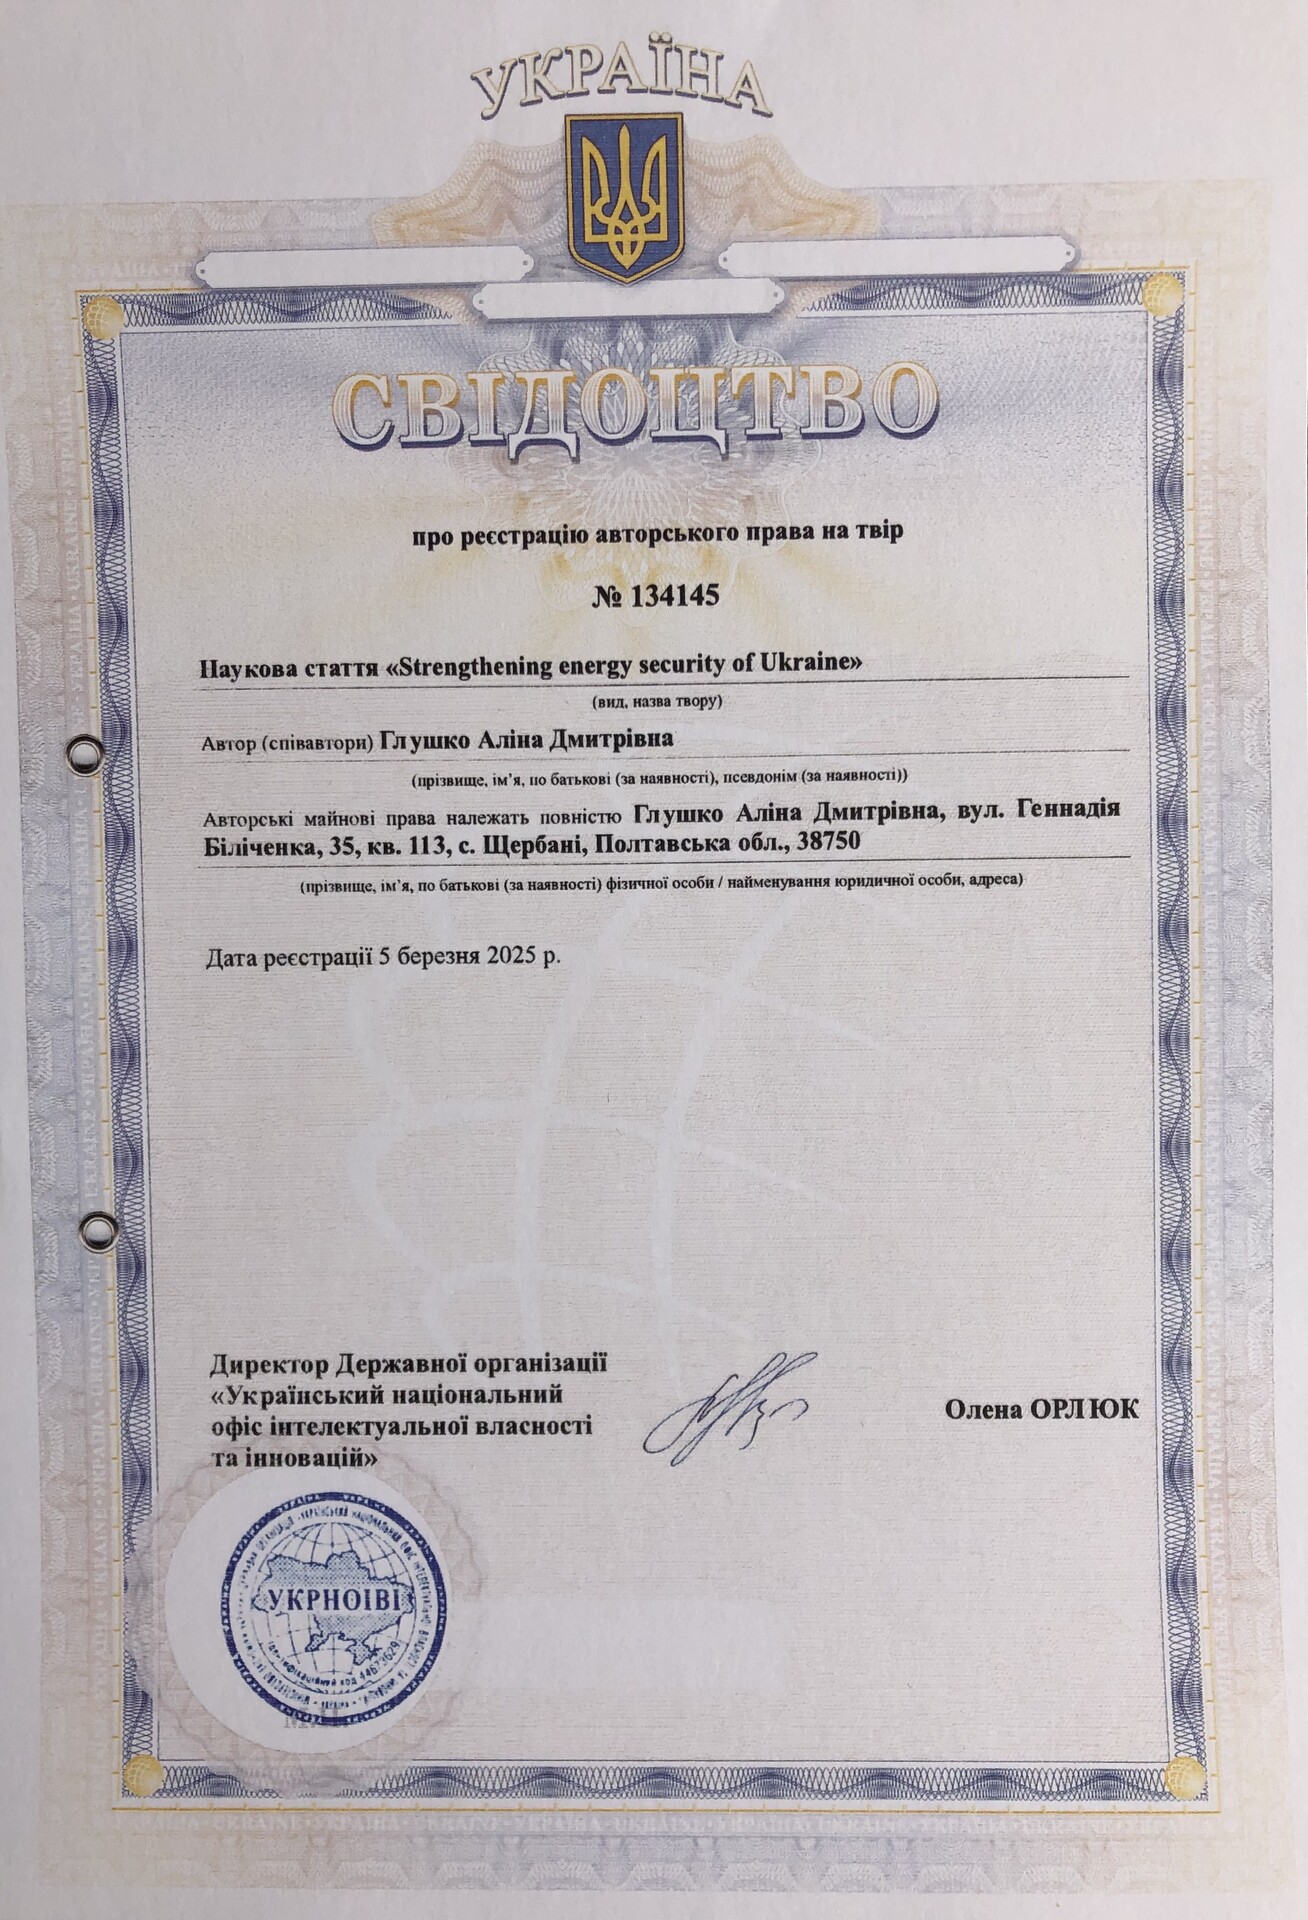 УКРАЇНА
СВІДОЦТВО
про реєстрацію авторського права на твір
№ 134145
Наукова стаття «Strengthening energy security of Ukraine»
(вид, назва твору)
Автор (співавтори) Глушко Аліна Дмитрівна
(прізвище, ім’я, по батькові (за наявності), псевдонім (за наявності))
Авторські майнові права належать повністю Глушко Аліна Дмитрівна, вул. Геннадія
Біліченка, 35, кв. 113, с. Щербані, Полтавська обл., 38750
(прізвище, ім’я, по батькові (за наявності) фізичної особи / найменування юридичної особи, адреса)
Дата реєстрації 5 березня 2025 р.
Директор Державної організації
«Український національний
офіс інтелектуальної власності
та інновацій»
Олена ОРЛЮК
УКРНОІВІ